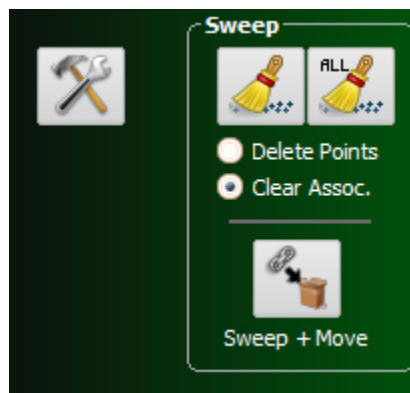 Sweep
ALL
Delete Points
Clear Assoc.
Sweep + Move